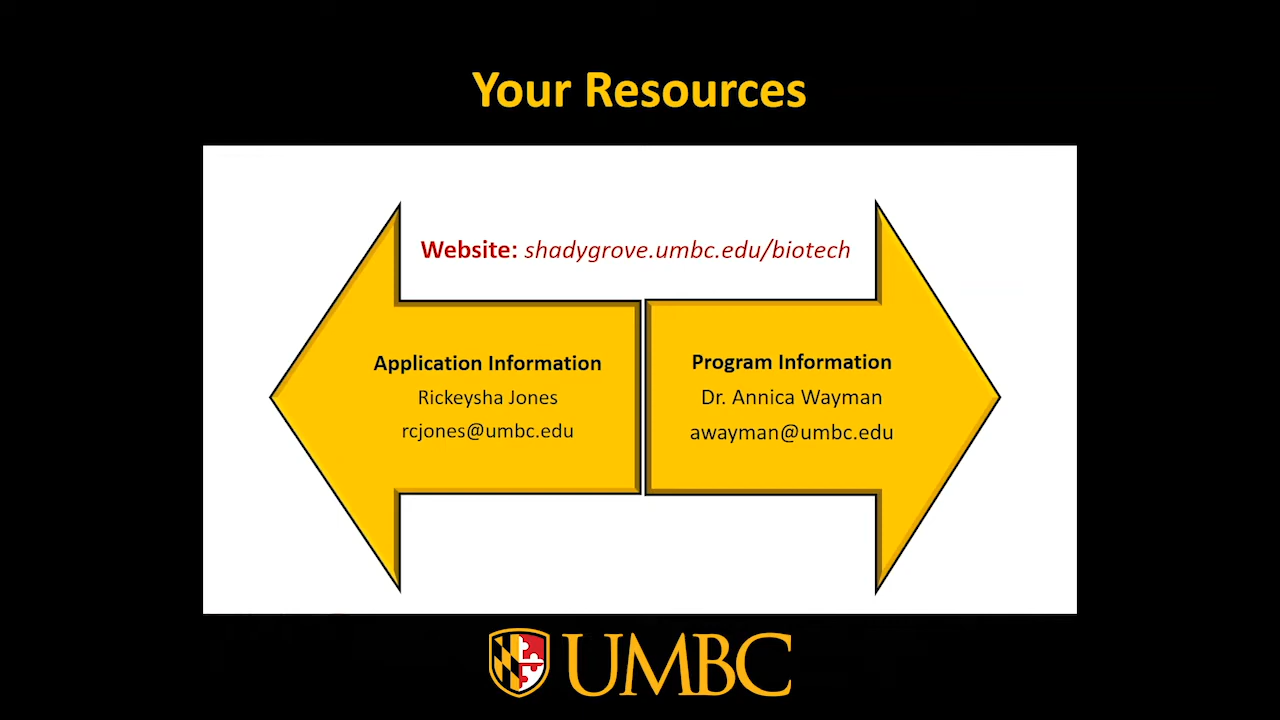 Your Resources
Website: shadygrove.umbc.edu/biotech
Application Information
Rickeysha Jones
rcjones@umbc.edu
Program Information
Dr. Annica Wayman
awayman@umbc.edu
UMBC